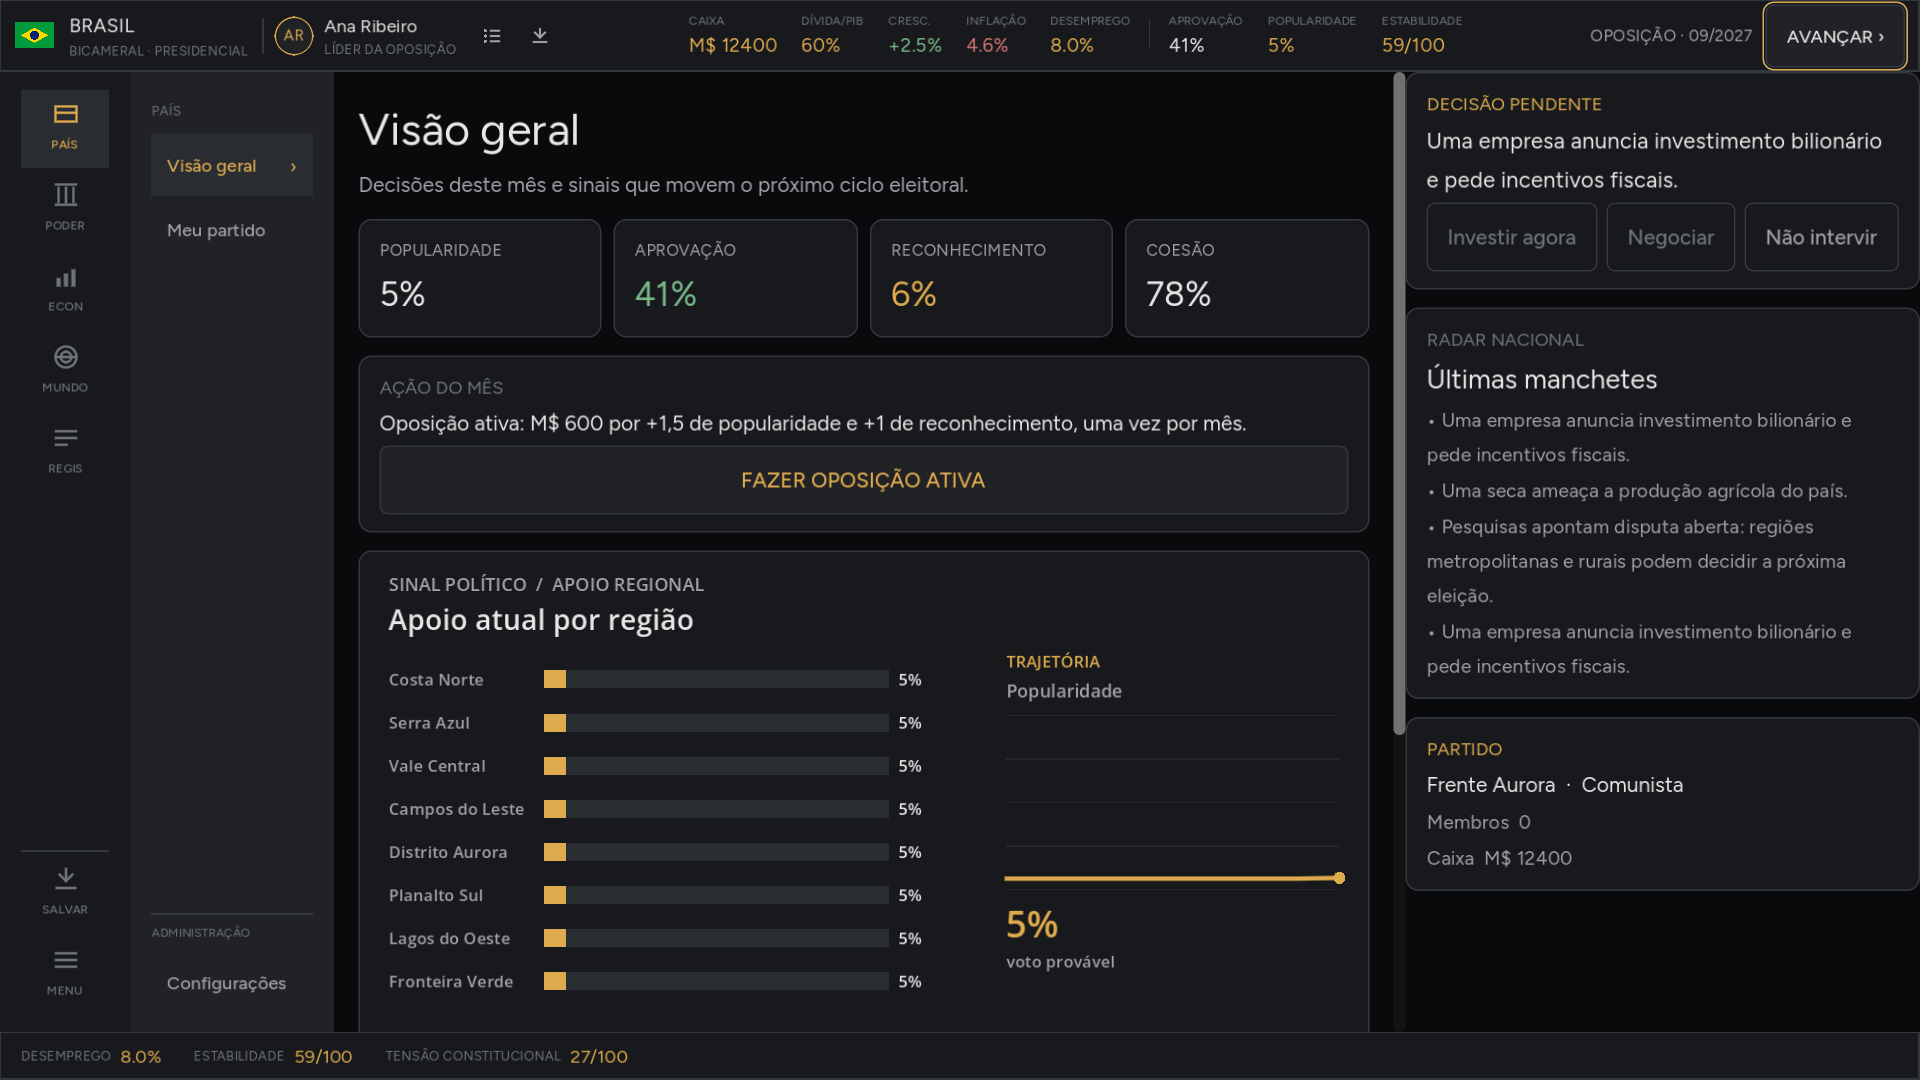 BRASIL
BICAMERAL · PRESIDENCIAL
AR
Ana Ribeiro
LÍDER DA OPOSIÇÃO
CAIXA
M$ 12400
DÍVIDA/PIB
60%
CRESC.
+2.5%
INFLAÇÃO
4.6%
DESEMPREGO
8.0%
APROVAÇÃO
41%
POPULARIDADE
5%
ESTABILIDADE
59/100
OPOSIÇÃO · 09/2027
AVANÇAR ›
PAÍS
PODER
ECON
MUNDO
REGIS
SALVAR
MENU
PAÍS
Visão geral ›
Meu partido
ADMINISTRAÇÃO
Configurações
Visão geral
Decisões deste mês e sinais que movem o próximo ciclo eleitoral.
POPULARIDADE
5%
APROVAÇÃO
41%
RECONHECIMENTO
6%
COESÃO
78%
AÇÃO DO MÊS
Oposição ativa: M$ 600 por +1,5 de popularidade e +1 de reconhecimento, uma vez por mês.
FAZER OPOSIÇÃO ATIVA
SINAL POLÍTICO / APOIO REGIONAL
Apoio atual por região
Costa Norte 5%
Serra Azul 5%
Vale Central 5%
Campos do Leste 5%
Distrito Aurora 5%
Planalto Sul 5%
Lagos do Oeste 5%
Fronteira Verde 5%
TRAJETÓRIA
Popularidade
5%
voto provável
DECISÃO PENDENTE
Uma empresa anuncia investimento bilionário
e pede incentivos fiscais.
Investir agora
Negociar
Não intervir
RADAR NACIONAL
Últimas manchetes
• Uma empresa anuncia investimento bilionário e
pede incentivos fiscais.
• Uma seca ameaça a produção agrícola do país.
• Pesquisas apontam disputa aberta: regiões
metropolitanas e rurais podem decidir a próxima
eleição.
• Uma empresa anuncia investimento bilionário e
pede incentivos fiscais.
PARTIDO
Frente Aurora · Comunista
Membros 0
Caixa M$ 12400
DESEMPREGO 8.0%
ESTABILIDADE 59/100
TENSÃO CONSTITUCIONAL 27/100